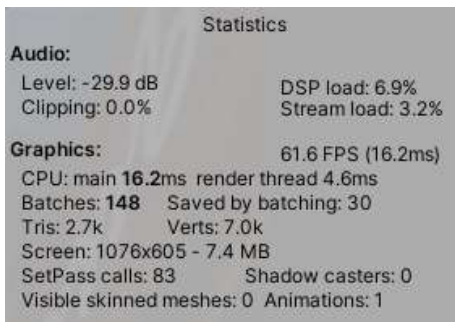 Statistics
Audio:
Level: -29.9 dB DSP load: 6.9%
Clipping: 0.0% Stream load: 3.2%
Graphics: 61.6 FPS (16.2ms)
CPU: main 16.2ms render thread 4.6ms
Batches: 148 Saved by batching: 30
Tris: 2.7k Verts: 7.0k
Screen: 1076x605 - 7.4 MB
SetPass calls: 83 Shadow casters: 0
Visible skinned meshes: 0 Animations: 1